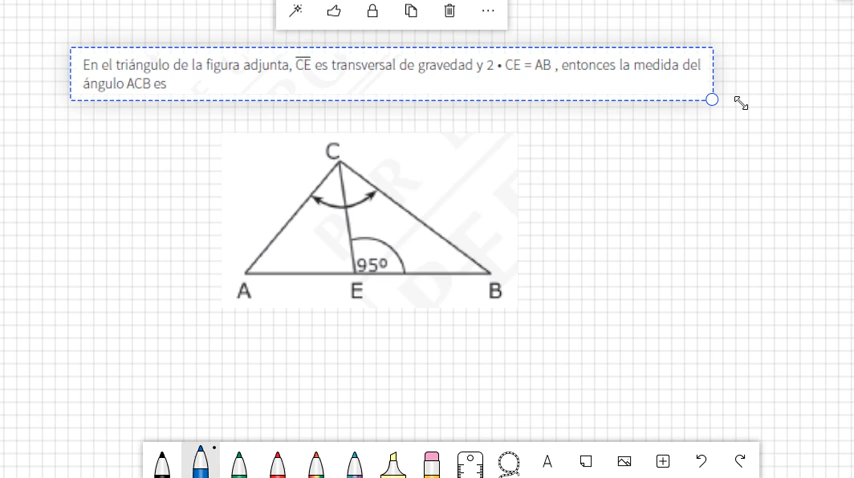 En el triángulo de la figura adjunta, CE es transversal de gravedad y 2 • CE = AB , entonces la medida del
ángulo ACB es
C
95º
A E B
A